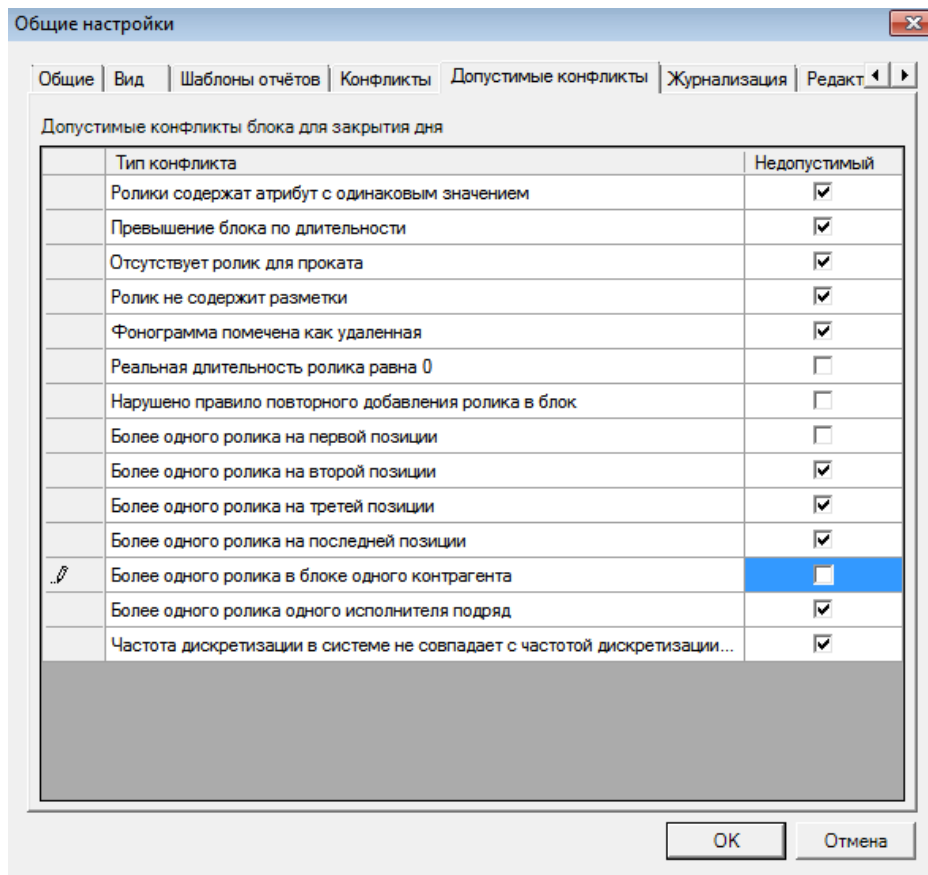 Общие настройки
Общие Вид Шаблоны отчётов Конфликты Допустимые конфликты Журнализация Редакт
Допустимые конфликты блока для закрытия дня
Тип конфликта Недопустимый
Ролики содержат атрибут с одинаковым значением
Превышение блока по длительности
Отсутствует ролик для проката
Ролик не содержит разметки
Фонограмма помечена как удаленная
Реальная длительность ролика равна 0
Нарушено правило повторного добавления ролика в блок
Более одного ролика на первой позиции
Более одного ролика на второй позиции
Более одного ролика на третей позиции
Более одного ролика на последней позиции
Более одного ролика в блоке одного контрагента
Более одного ролика одного исполнителя подряд
Частота дискретизации в системе не совпадает с частотой дискретизации...
OK Отмена